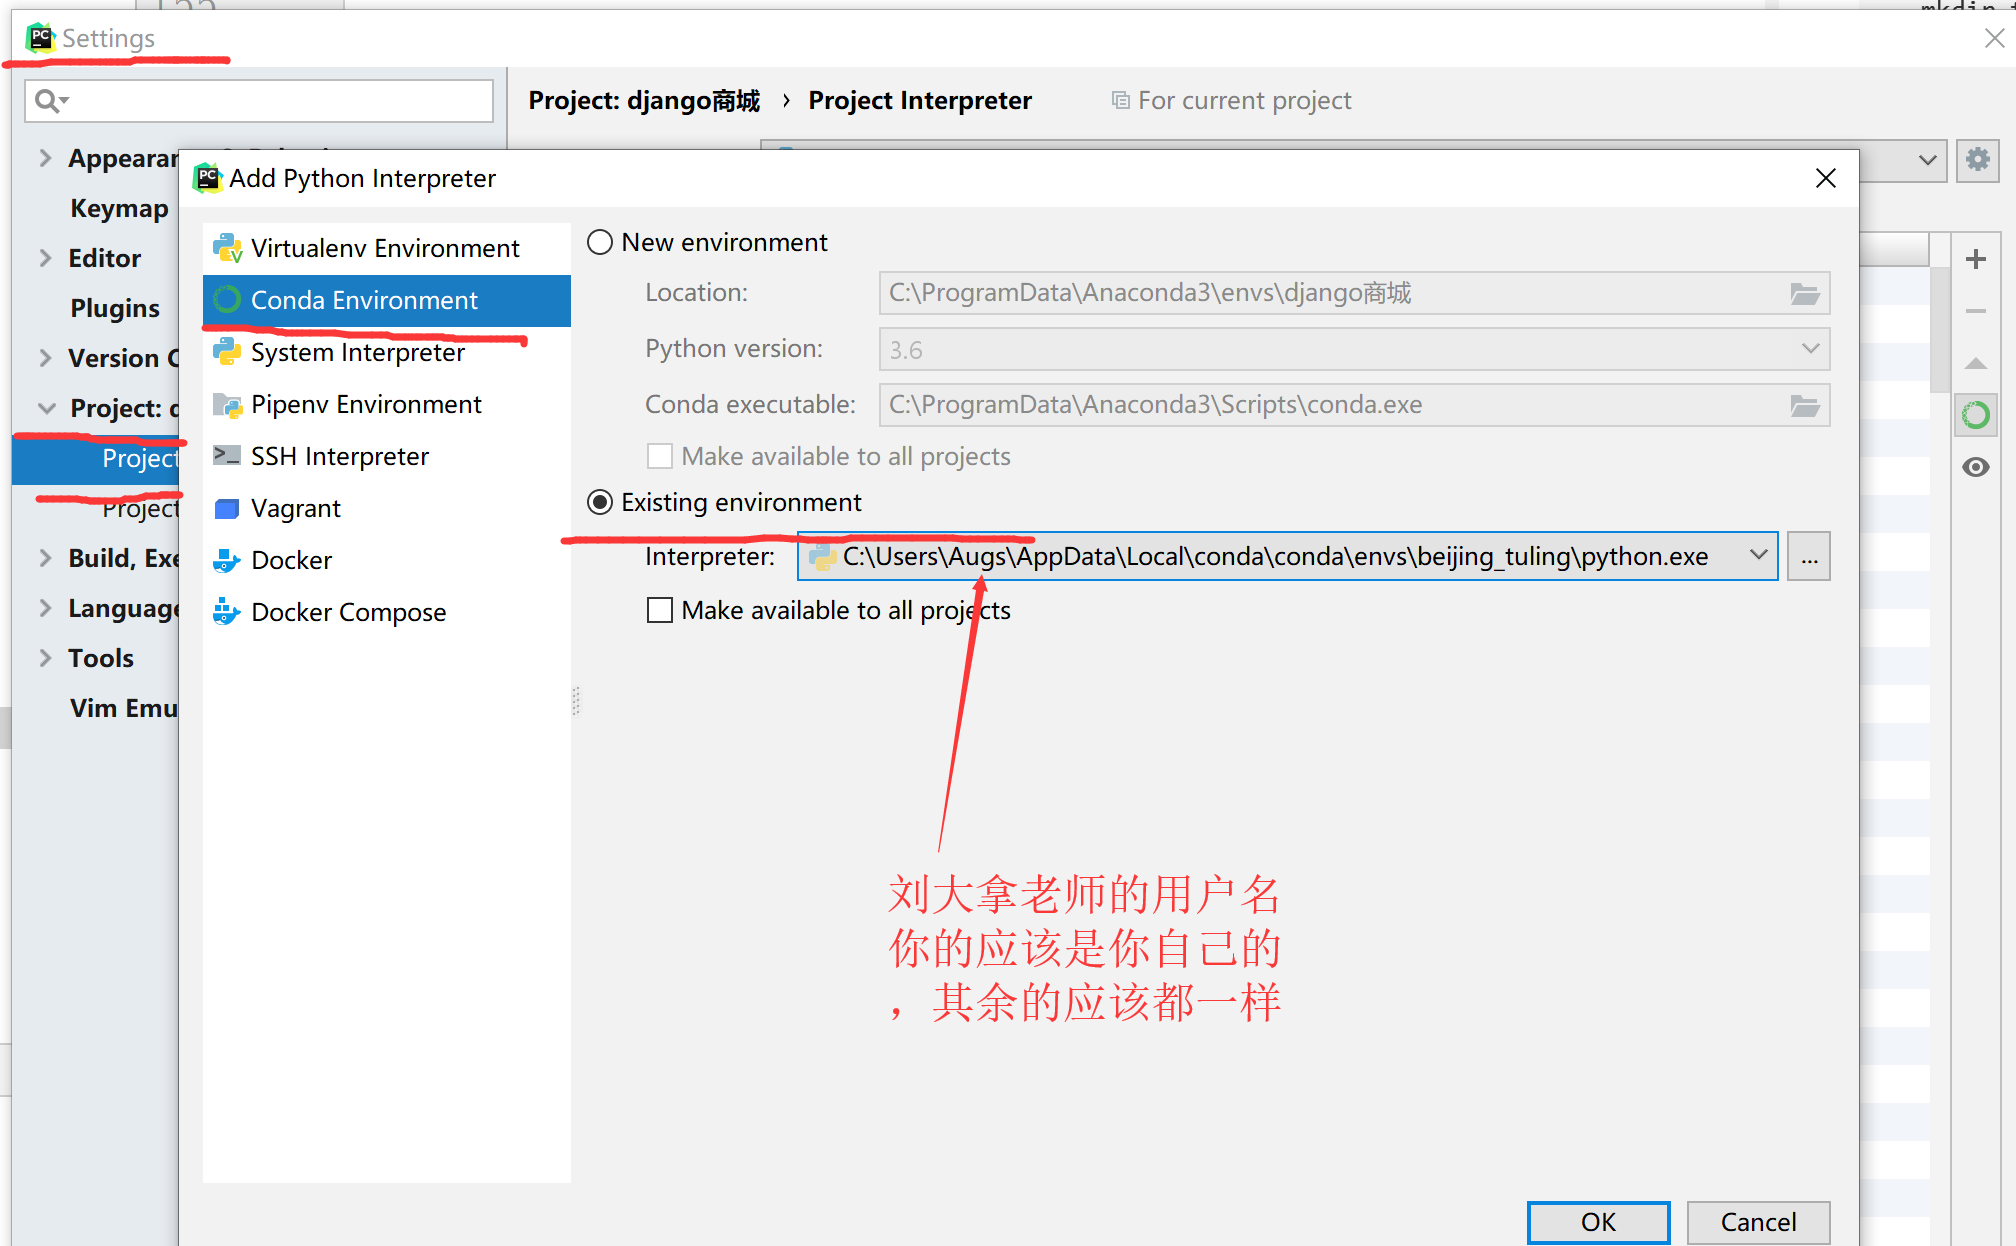 Settings
Project: django商城 › Project Interpreter
For current project
Appearan
Keymap
Editor
Plugins
Version C
Project: d
Project
Project
Build, Exe
Language
Tools
Vim Emu
Add Python Interpreter
Virtualenv Environment
Conda Environment
System Interpreter
Pipenv Environment
SSH Interpreter
Vagrant
Docker
Docker Compose
New environment
Location: C:\ProgramData\Anaconda3\envs\django商城
Python version: 3.6
Conda executable: C:\ProgramData\Anaconda3\Scripts\conda.exe
Make available to all projects
Existing environment
Interpreter: C:\Users\Augs\AppData\Local\conda\conda\envs\beijing_tuling\python.exe
...
Make available to all projects
刘大拿老师的用户名
你的应该是你自己的
，其余的应该都一样
OK
Cancel